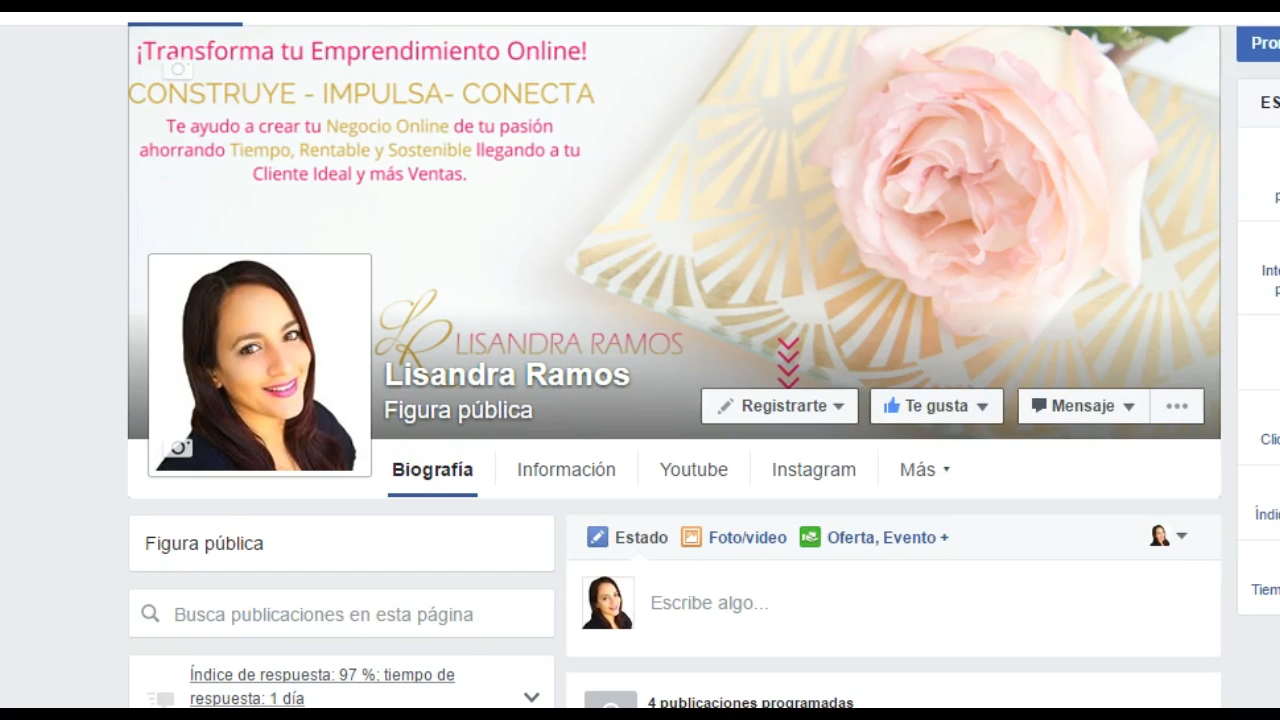 ¡Transforma tu Emprendimiento Online!
CONSTRUYE - IMPULSA- CONECTA
Te ayudo a crear tu Negocio Online de tu pasión
ahorrando Tiempo, Rentable y Sostenible llegando a tu
Cliente Ideal y más Ventas.
LR LISANDRA RAMOS
Lisandra Ramos
Figura pública
Registrarte
Te gusta
Mensaje
Biografía
Información
Youtube
Instagram
Más
Figura pública
Busca publicaciones en esta página
Índice de respuesta: 97 %; tiempo de
respuesta: 1 día
Estado
Foto/video
Oferta, Evento +
Escribe algo...
4 publicaciones programadas